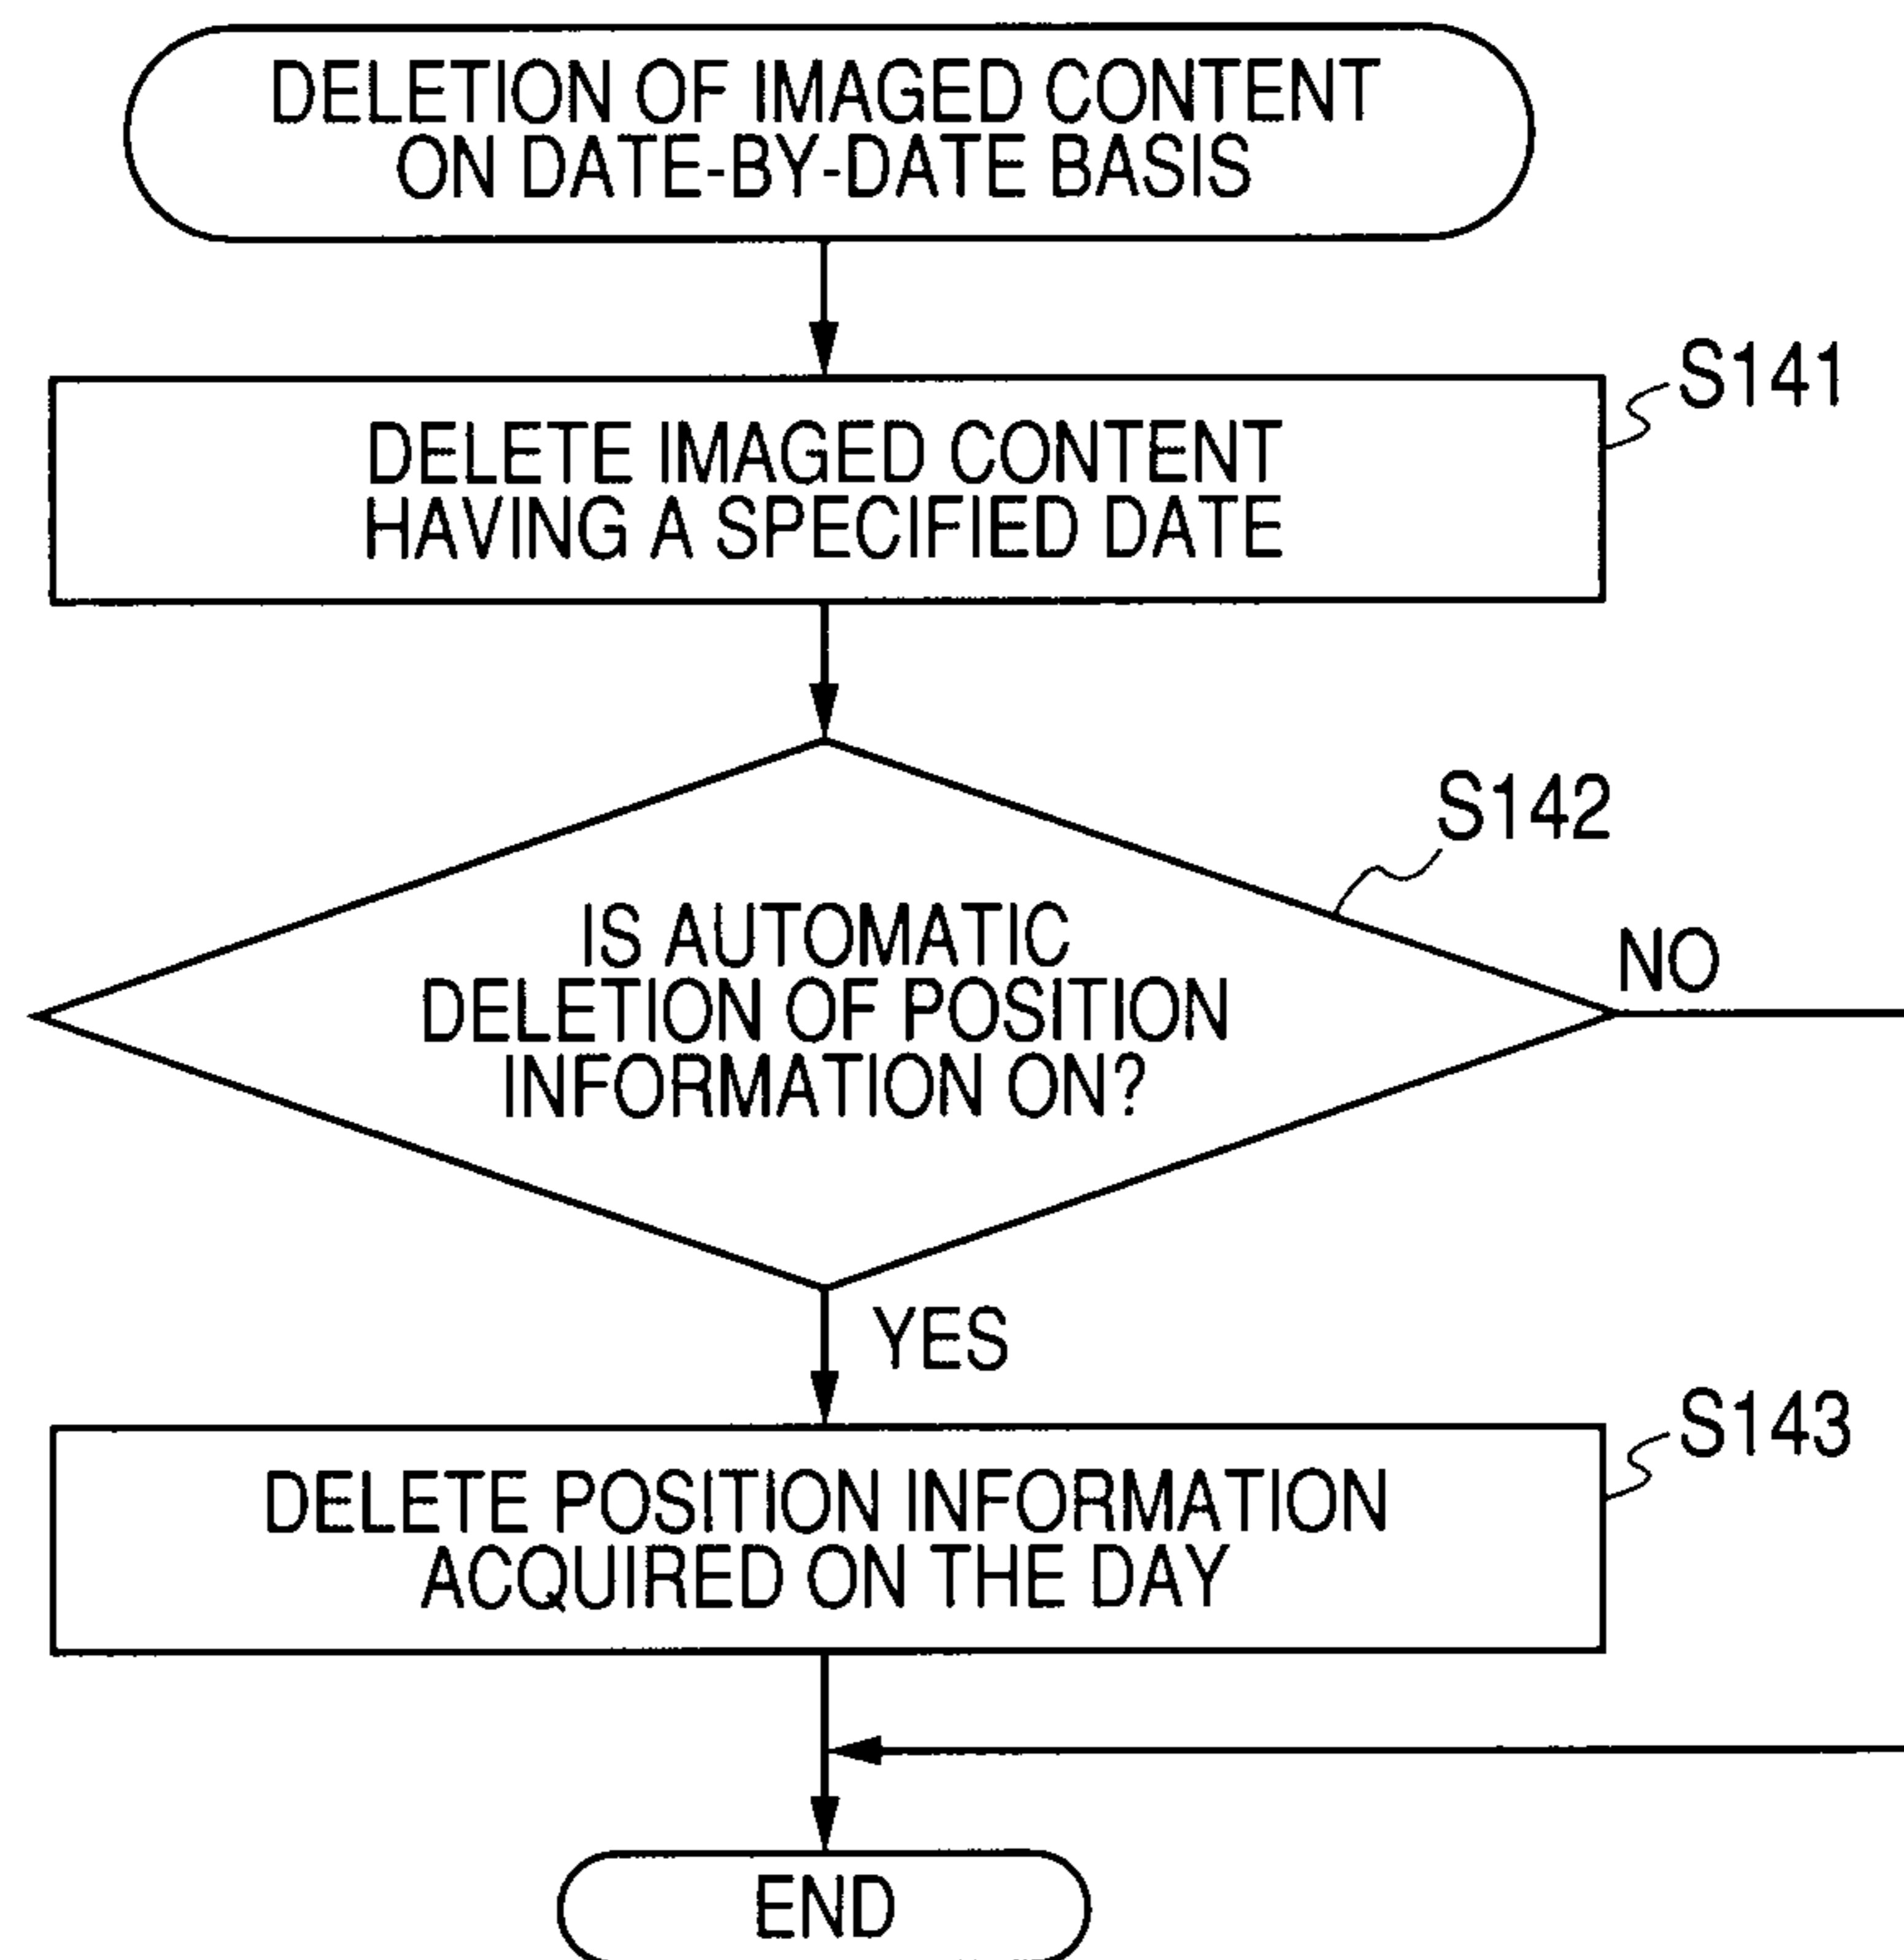 DELETION OF IMAGED CONTENT
ON DATE-BY-DATE BASIS
S141
DELETE IMAGED CONTENT
HAVING A SPECIFIED DATE
S142
IS AUTOMATIC
DELETION OF POSITION
INFORMATION ON?
NO
YES
S143
DELETE POSITION INFORMATION
ACQUIRED ON THE DAY
END